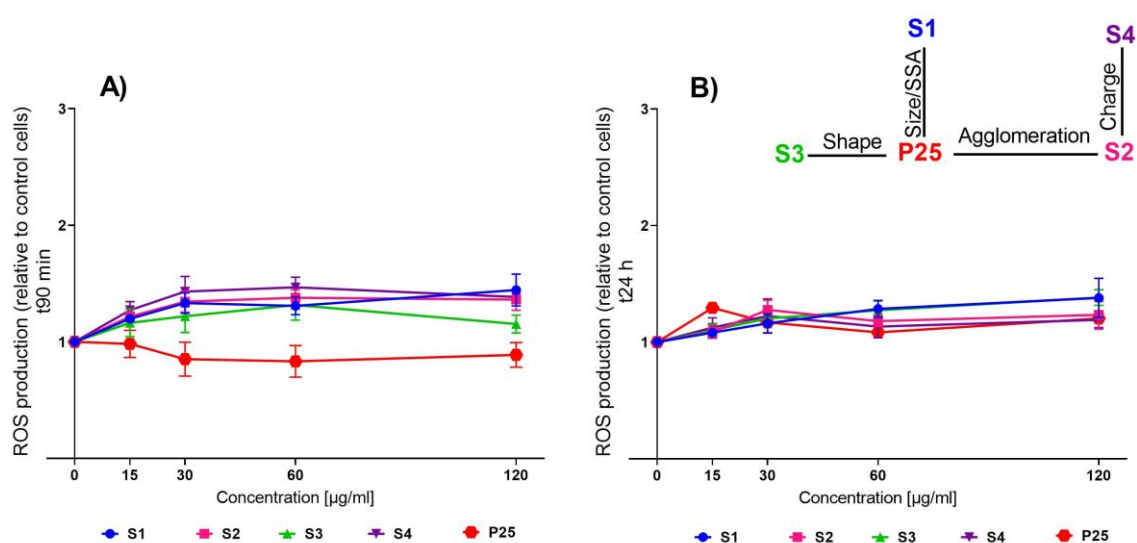 A)
ROS production (relative to control cells)
t90 min
3
2
1
0 15 30 60 120
Concentration [µg/ml]
S1 S2 S3 S4 P25
B)
S1 S4
Size/SSA
Charge
S3 Shape P25 Agglomeration S2
ROS production (relative to control cells)
t24 h
3
2
1
0 15 30 60 120
Concentration [µg/ml]
S1 S2 S3 S4 P25